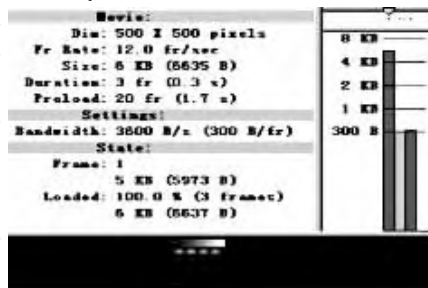 Movie:
Dim: 500 X 500 pixels
Fr Rate: 12.0 fr/sec
Size: 6 KB (6635 B)
Duration: 3 fr (0.3 s)
Preload: 20 fr (1.7 s)
Settings:
Bandwidth: 3600 B/s (300 B/fr)
State:
Frame: 1
5 KB (5973 B)
Loaded: 100.0 % (3 frames)
6 KB (6637 B)
8 KB
4 KB
2 KB
1 KB
300 B